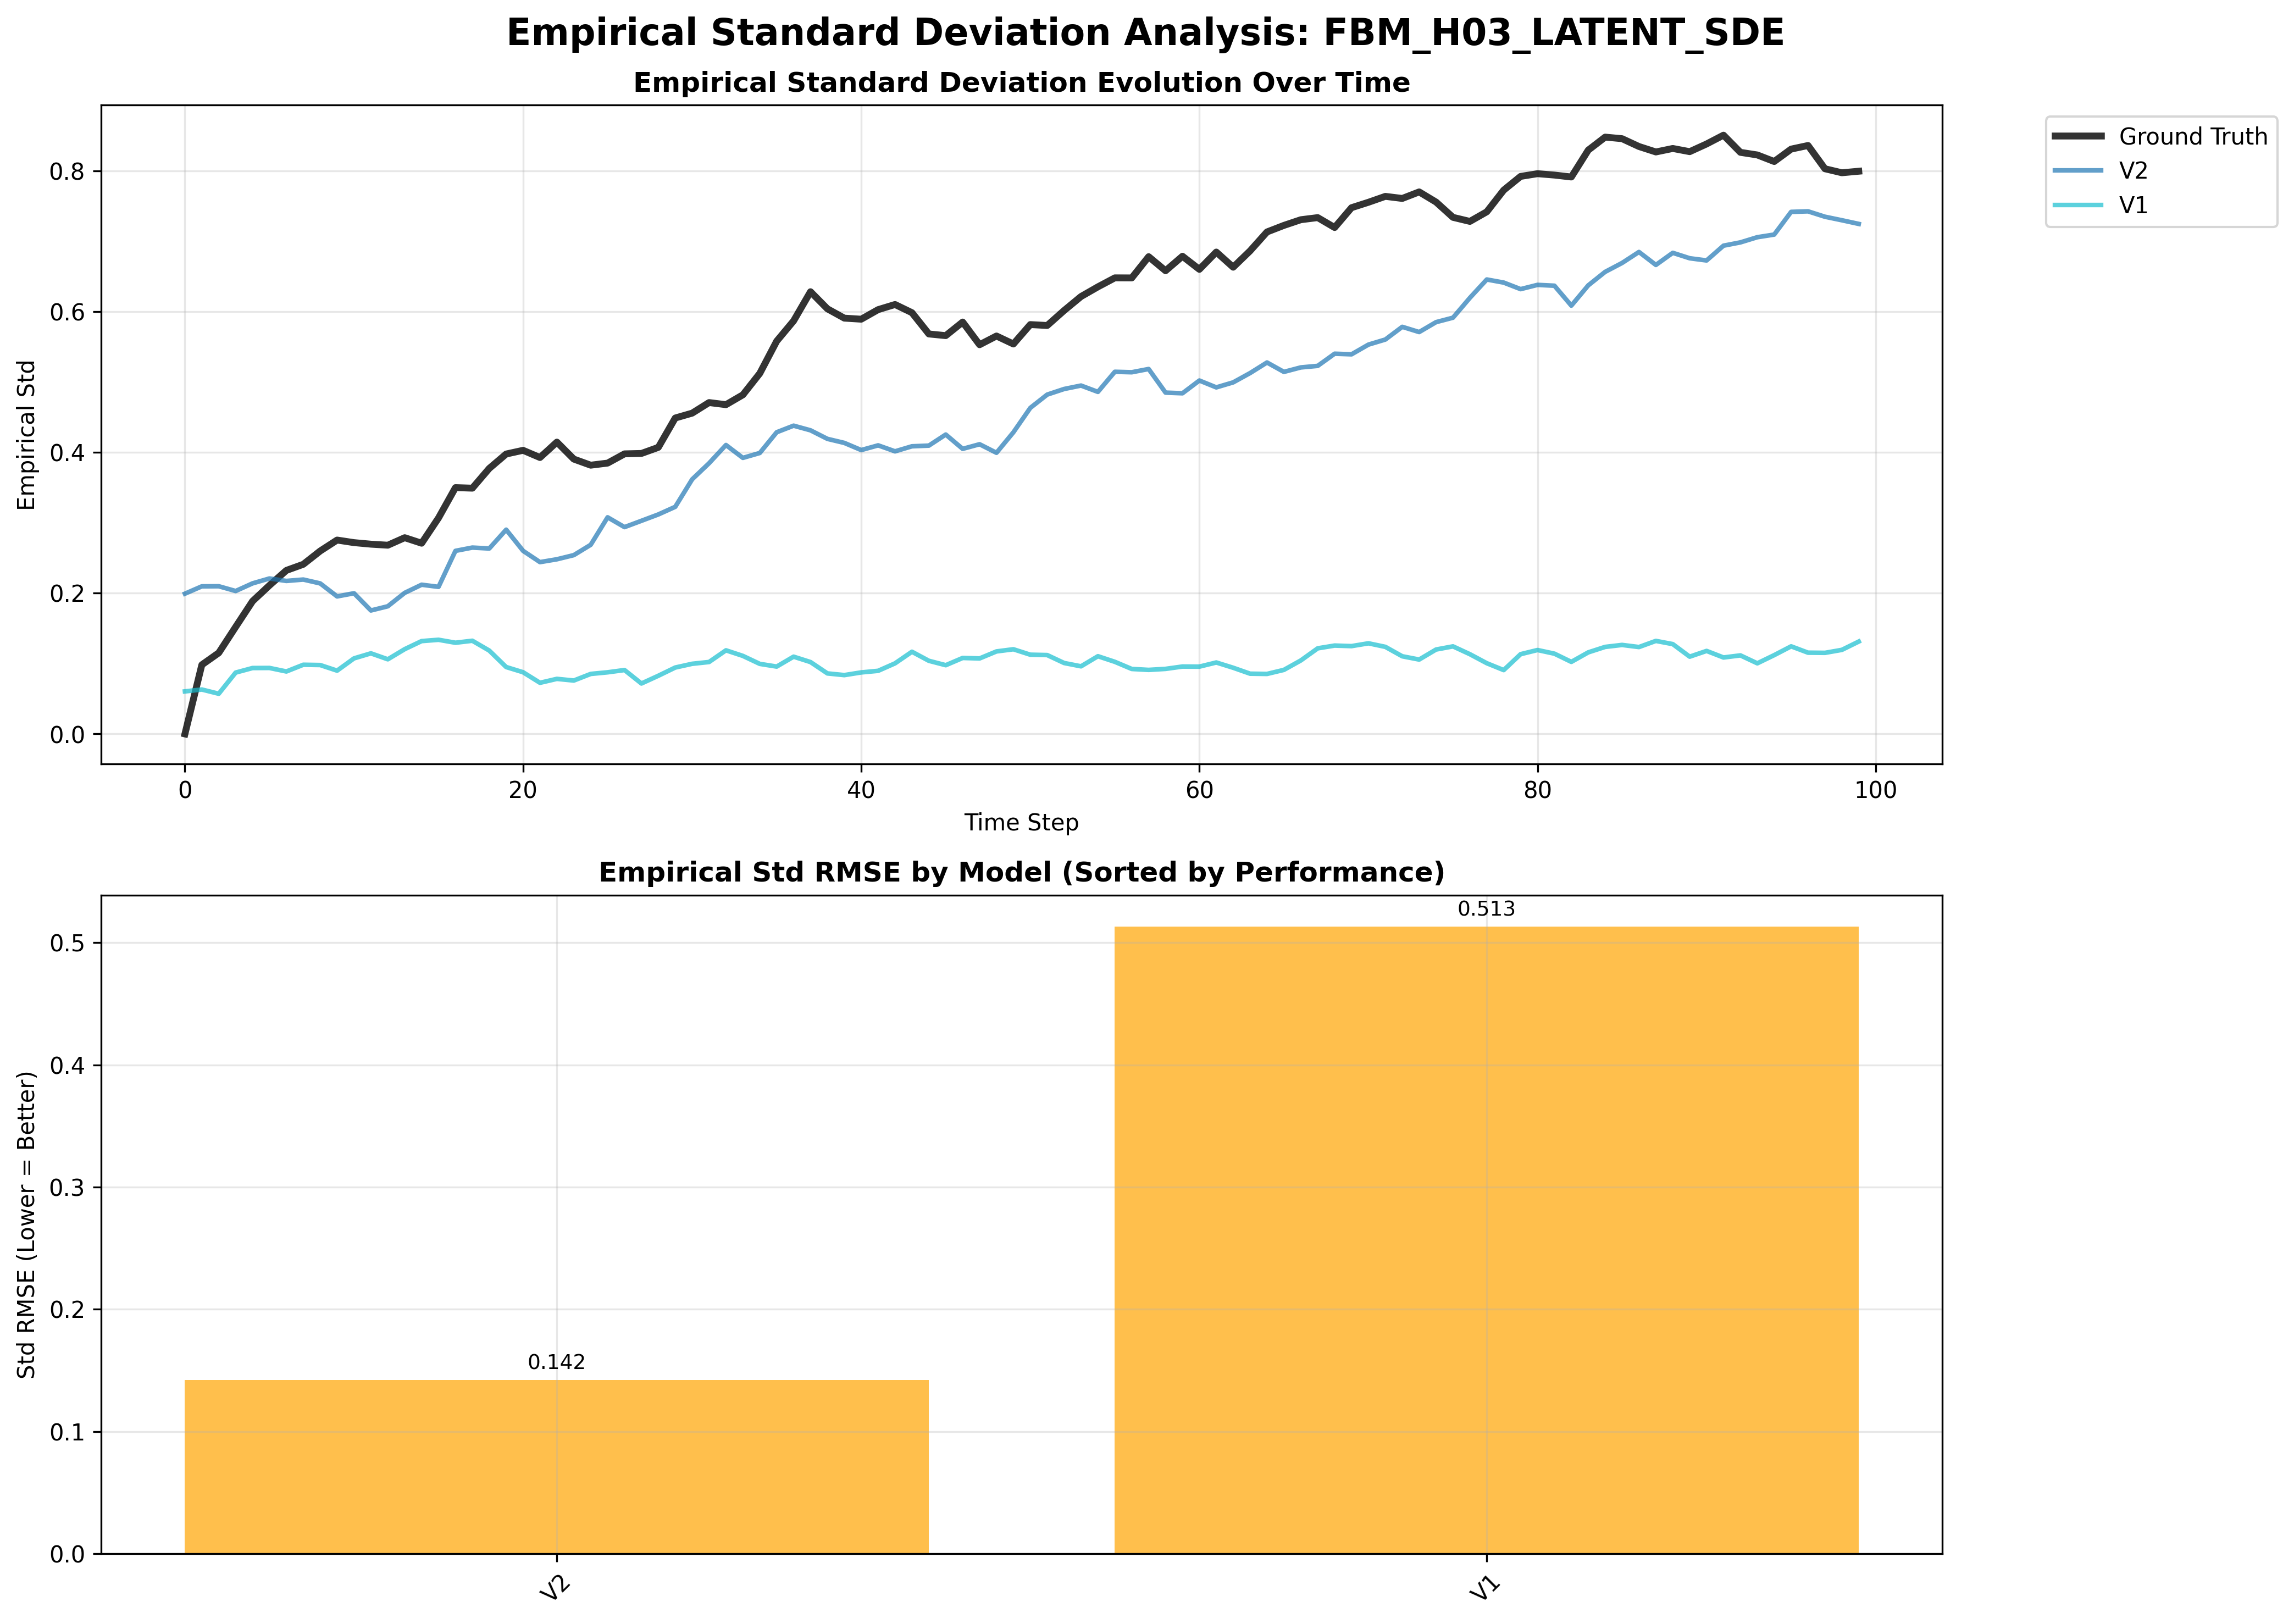 Empirical Standard Deviation Analysis: FBM_H03_LATENT_SDE
Empirical Standard Deviation Evolution Over Time
Ground Truth
V2
V1
Empirical Std
0.8
0.6
0.4
0.2
0.0
0
20
40
60
80
100
Time Step
Empirical Std RMSE by Model (Sorted by Performance)
Std RMSE (Lower = Better)
0.5
0.4
0.3
0.2
0.1
0.0
0.142
0.513
V2
V1